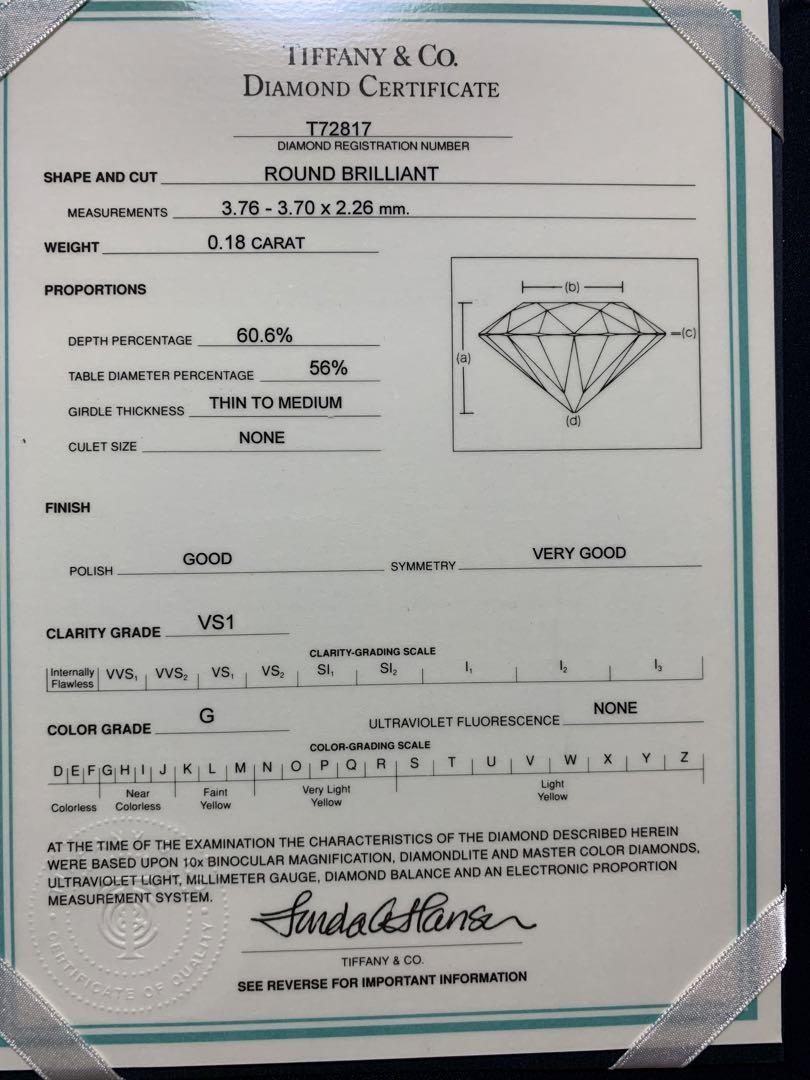 TIFFANY & CO.
DIAMOND CERTIFICATE
T72817
DIAMOND REGISTRATION NUMBER
SHAPE AND CUT ROUND BRILLIANT
MEASUREMENTS 3.76 - 3.70 x 2.26 mm.
WEIGHT 0.18 CARAT
PROPORTIONS
DEPTH PERCENTAGE 60.6%
TABLE DIAMETER PERCENTAGE 56%
GIRDLE THICKNESS THIN TO MEDIUM
CULET SIZE NONE
(b)
(c)
(a)
(d)
FINISH
POLISH GOOD SYMMETRY VERY GOOD
CLARITY GRADE VS1
CLARITY-GRADING SCALE
Internally Flawless VVS₁ VVS₂ VS₁ VS₂ SI₁ SI₂ I₁ I₂ I₃
COLOR GRADE G ULTRAVIOLET FLUORESCENCE NONE
COLOR-GRADING SCALE
D E F G H I J K L M N O P Q R S T U V W X Y Z
Colorless Near Colorless Faint Yellow Very Light Yellow Light Yellow
AT THE TIME OF THE EXAMINATION THE CHARACTERISTICS OF THE DIAMOND DESCRIBED HEREIN
WERE BASED UPON 10x BINOCULAR MAGNIFICATION, DIAMONDLITE AND MASTER COLOR DIAMONDS,
ULTRAVIOLET LIGHT, MILLIMETER GAUGE, DIAMOND BALANCE AND AN ELECTRONIC PROPORTION
MEASUREMENT SYSTEM.
CERTIFICATE OF QUALITY
TIFFANY & CO.
SEE REVERSE FOR IMPORTANT INFORMATION